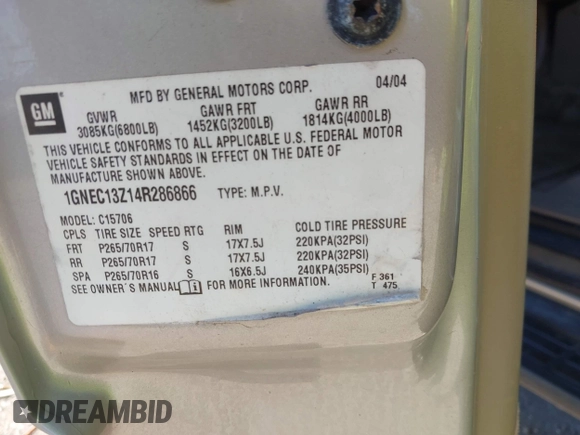 GM
MFD BY GENERAL MOTORS CORP. 04/04
GVWR GAWR FRT GAWR RR
3085KG(6800LB) 1452KG(3200LB) 1814KG(4000LB)
THIS VEHICLE CONFORMS TO ALL APPLICABLE U.S. FEDERAL MOTOR
VEHICLE SAFETY STANDARDS IN EFFECT ON THE DATE OF
MANUFACTURE SHOWN ABOVE.
1GNEC13Z14R286866 TYPE: M.P.V.
MODEL: C15706
CPLS TIRE SIZE SPEED RTG RIM COLD TIRE PRESSURE
FRT P265/70R17 S 17X7.5J 220KPA(32PSI)
RR P265/70R17 S 17X7.5J 220KPA(32PSI)
SPA P265/70R16 S 16X6.5J 240KPA(35PSI)
SEE OWNER'S MANUAL FOR MORE INFORMATION.
F 361
T 475
DREAMBID